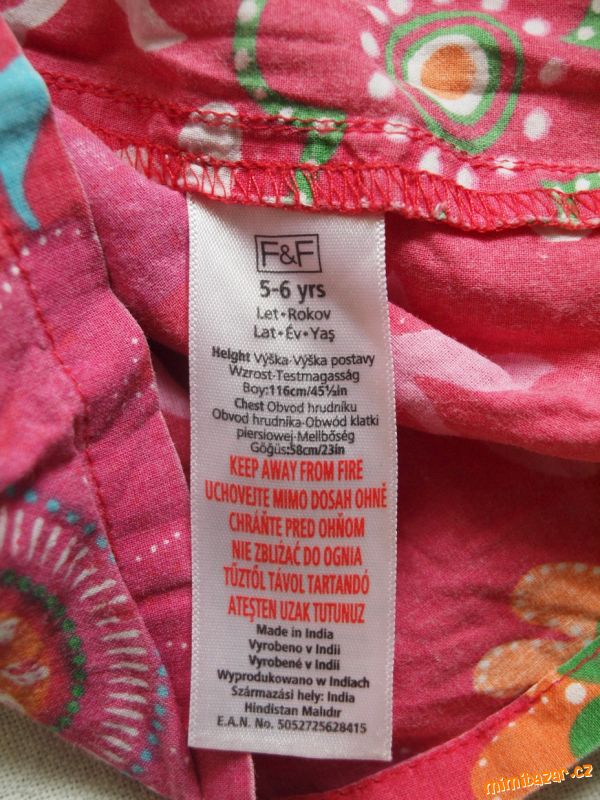 F&F
5-6 yrs
Let•Rokov
Lat•Év•Yaş
Height Výška-Výška postavy
Wzrost-Testmagasság
Boy:116cm/45½in
Chest Obvod hrudníku
Obvod hrudníka-Obwód klatki
piersiowej-Mellbőség
Göğüs:58cm/23in
KEEP AWAY FROM FIRE
UCHOVEJTE MIMO DOSAH OHNĚ
CHRÁŇTE PRED OHŇOM
NIE ZBLIŻAĆ DO OGNIA
TŰZTŐL TÁVOL TARTANDÓ
ATEŞTEN UZAK TUTUNUZ
Made in India
Vyrobeno v Indii
Vyrobené v Indii
Wyprodukowano w Indiach
Származási hely: India
Hindistan Malıdır
E.A.N. No. 5052725628415
mimibazar.cz